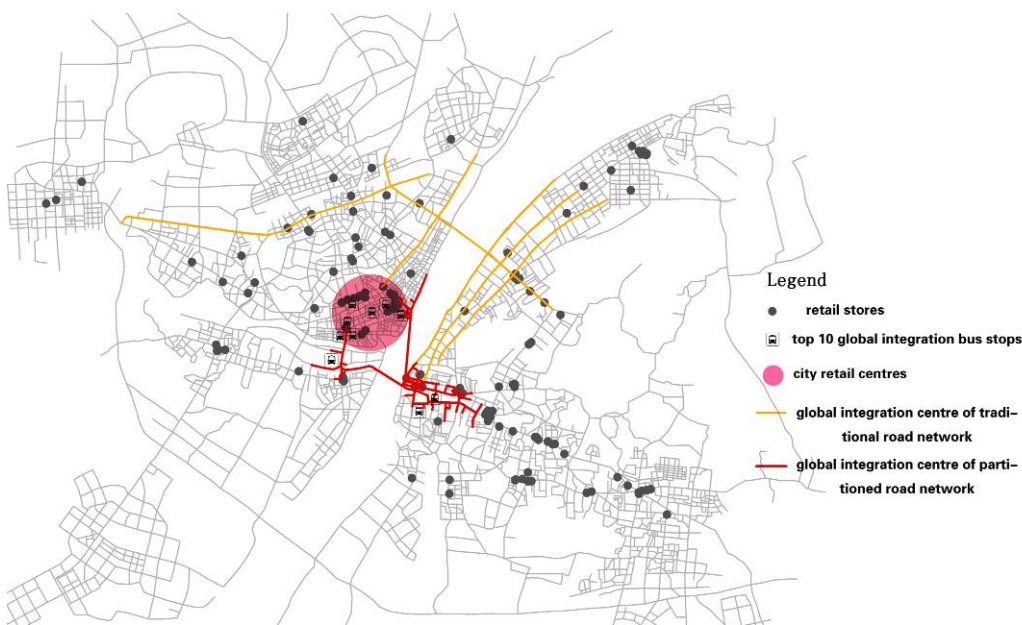 Legend
retail stores
top 10 global integration bus stops
city retail centres
global integration centre of tradi–
tional road network
global integration centre of parti–
tioned road network